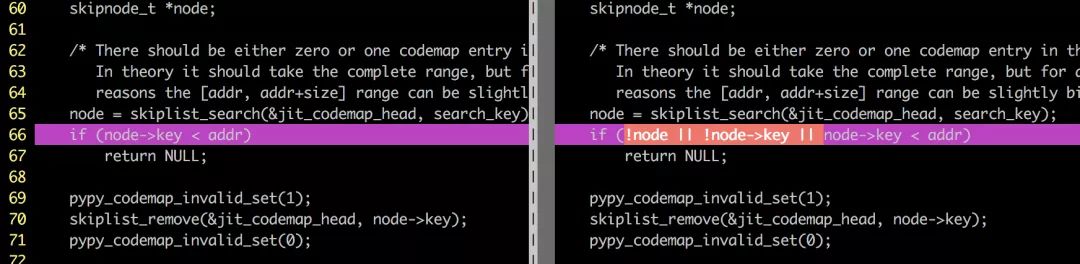 60 skipnode_t *node;
61
62 /* There should be either zero or one codemap entry i
63 In theory it should take the complete range, but f
64 reasons the [addr, addr+size] range can be slightl
65 node = skiplist_search(&jit_codemap_head, search_key)
66 if (node->key < addr)
67 return NULL;
68
69 pypy_codemap_invalid_set(1);
70 skiplist_remove(&jit_codemap_head, node->key);
71 pypy_codemap_invalid_set(0);
72
skipnode_t *node;
/* There should be either zero or one codemap entry in th
In theory it should take the complete range, but for
reasons the [addr, addr+size] range can be slightly bi
node = skiplist_search(&jit_codemap_head, search_key);
if (!node || !node->key || node->key < addr)
return NULL;
pypy_codemap_invalid_set(1);
skiplist_remove(&jit_codemap_head, node->key);
pypy_codemap_invalid_set(0);